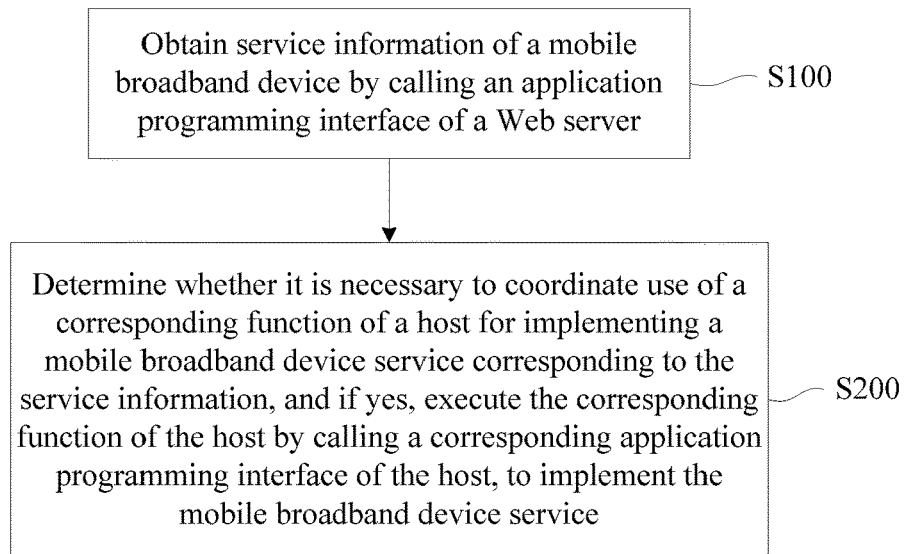 Obtain service information of a mobile
broadband device by calling an application
programming interface of a Web server
S100
Determine whether it is necessary to coordinate use of a
corresponding function of a host for implementing a
mobile broadband device service corresponding to the
service information, and if yes, execute the corresponding
function of the host by calling a corresponding application
programming interface of the host, to implement the
mobile broadband device service
S200